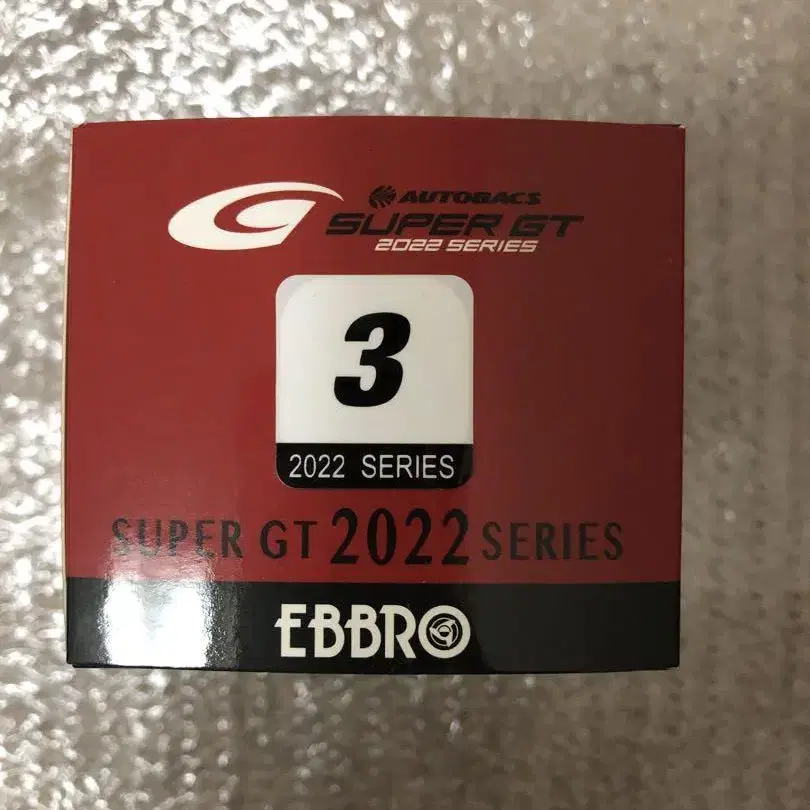 AUTOBACS
SUPER GT
2022 SERIES
3
2022 SERIES
SUPER GT 2022 SERIES
EBBRO